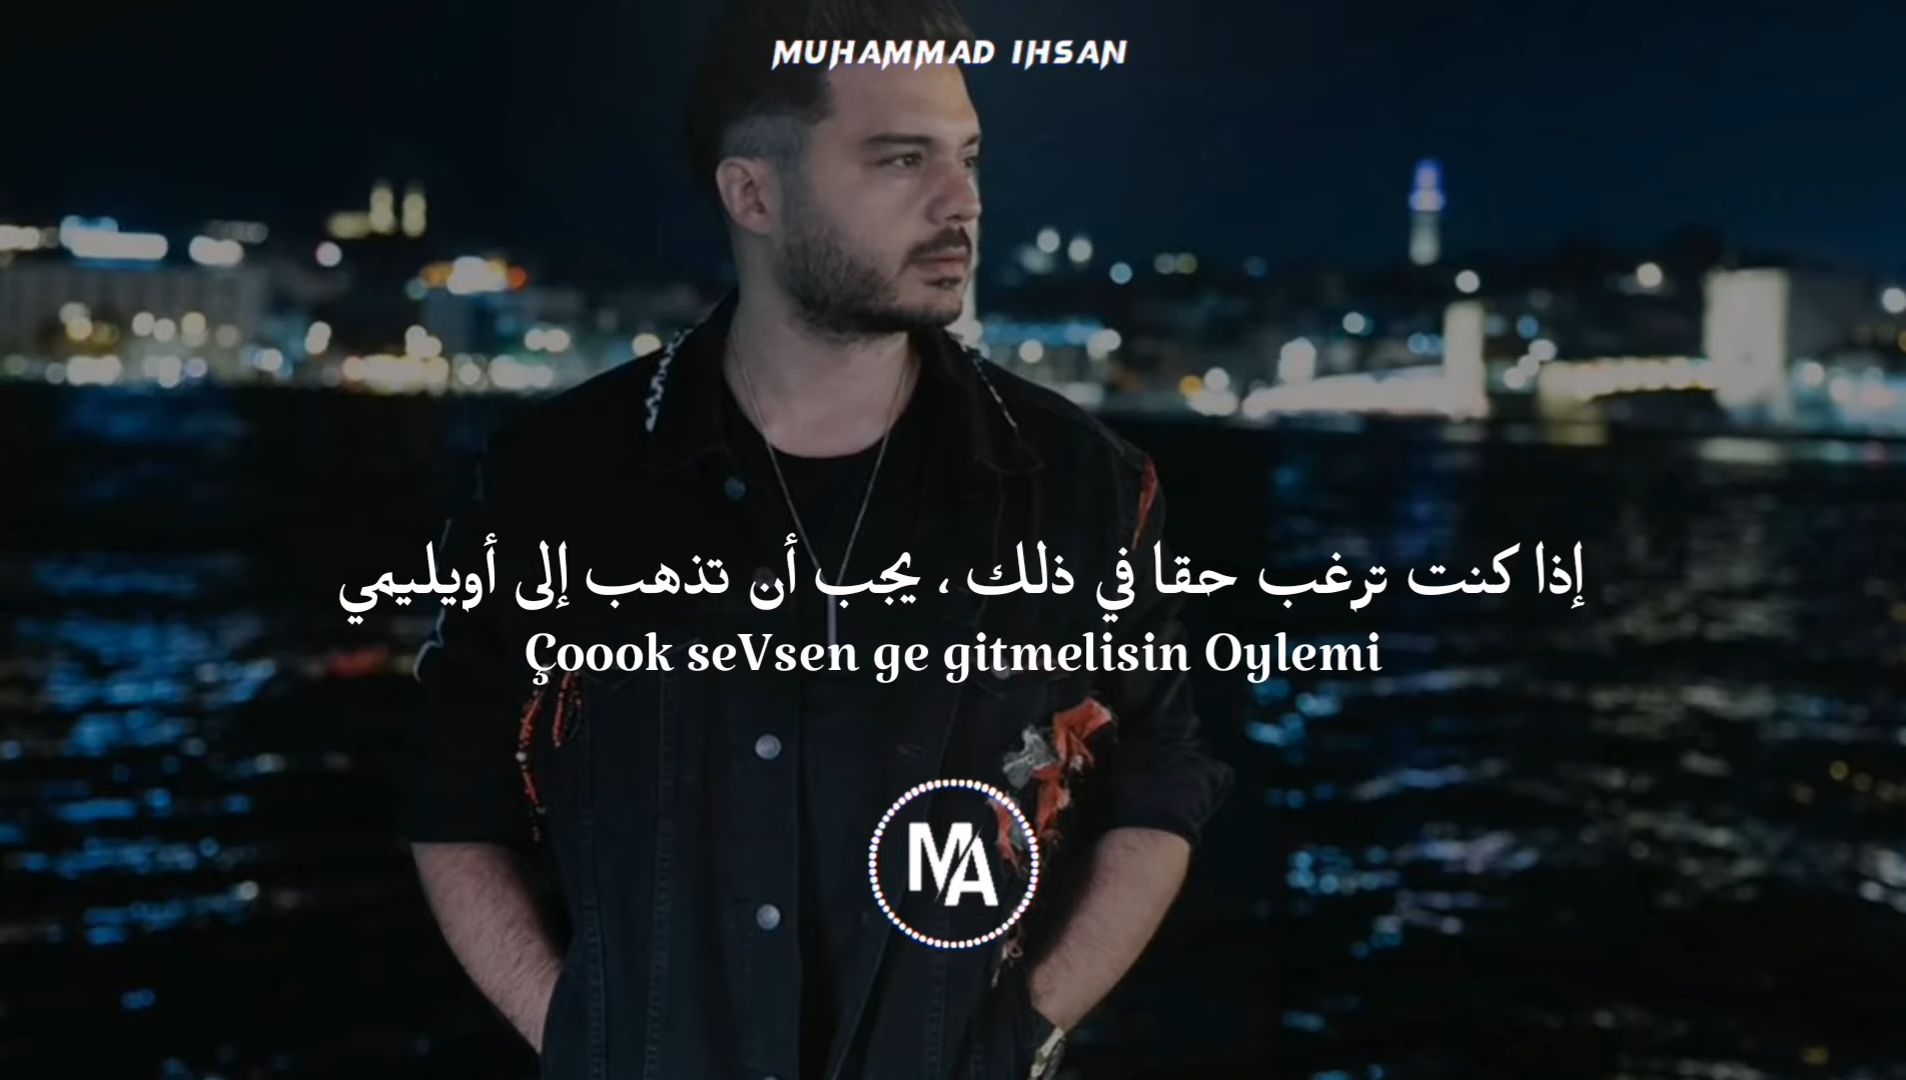 MUHAMMAD IHSAN
إذا كنت ترغب حقا في ذلك ، يجب أن تذهب إلى أويليمي
Çoook seVsen ge gitmelisin Oylemi
MA